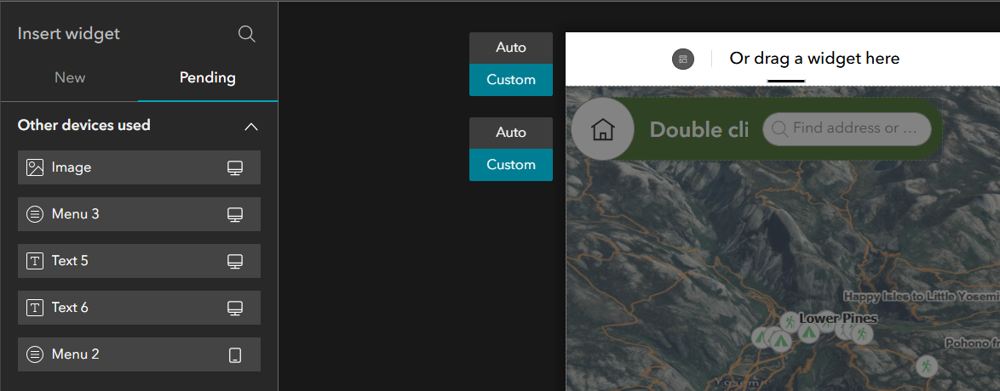 Insert widget
New
Pending
Other devices used
Image
Menu 3
Text 5
Text 6
Menu 2
Auto
Custom
Auto
Custom
Or drag a widget here
Double cli
Find address or ...
Happy Isles to Little Yosemi
Lower Pines
Pohono fr
Yosem